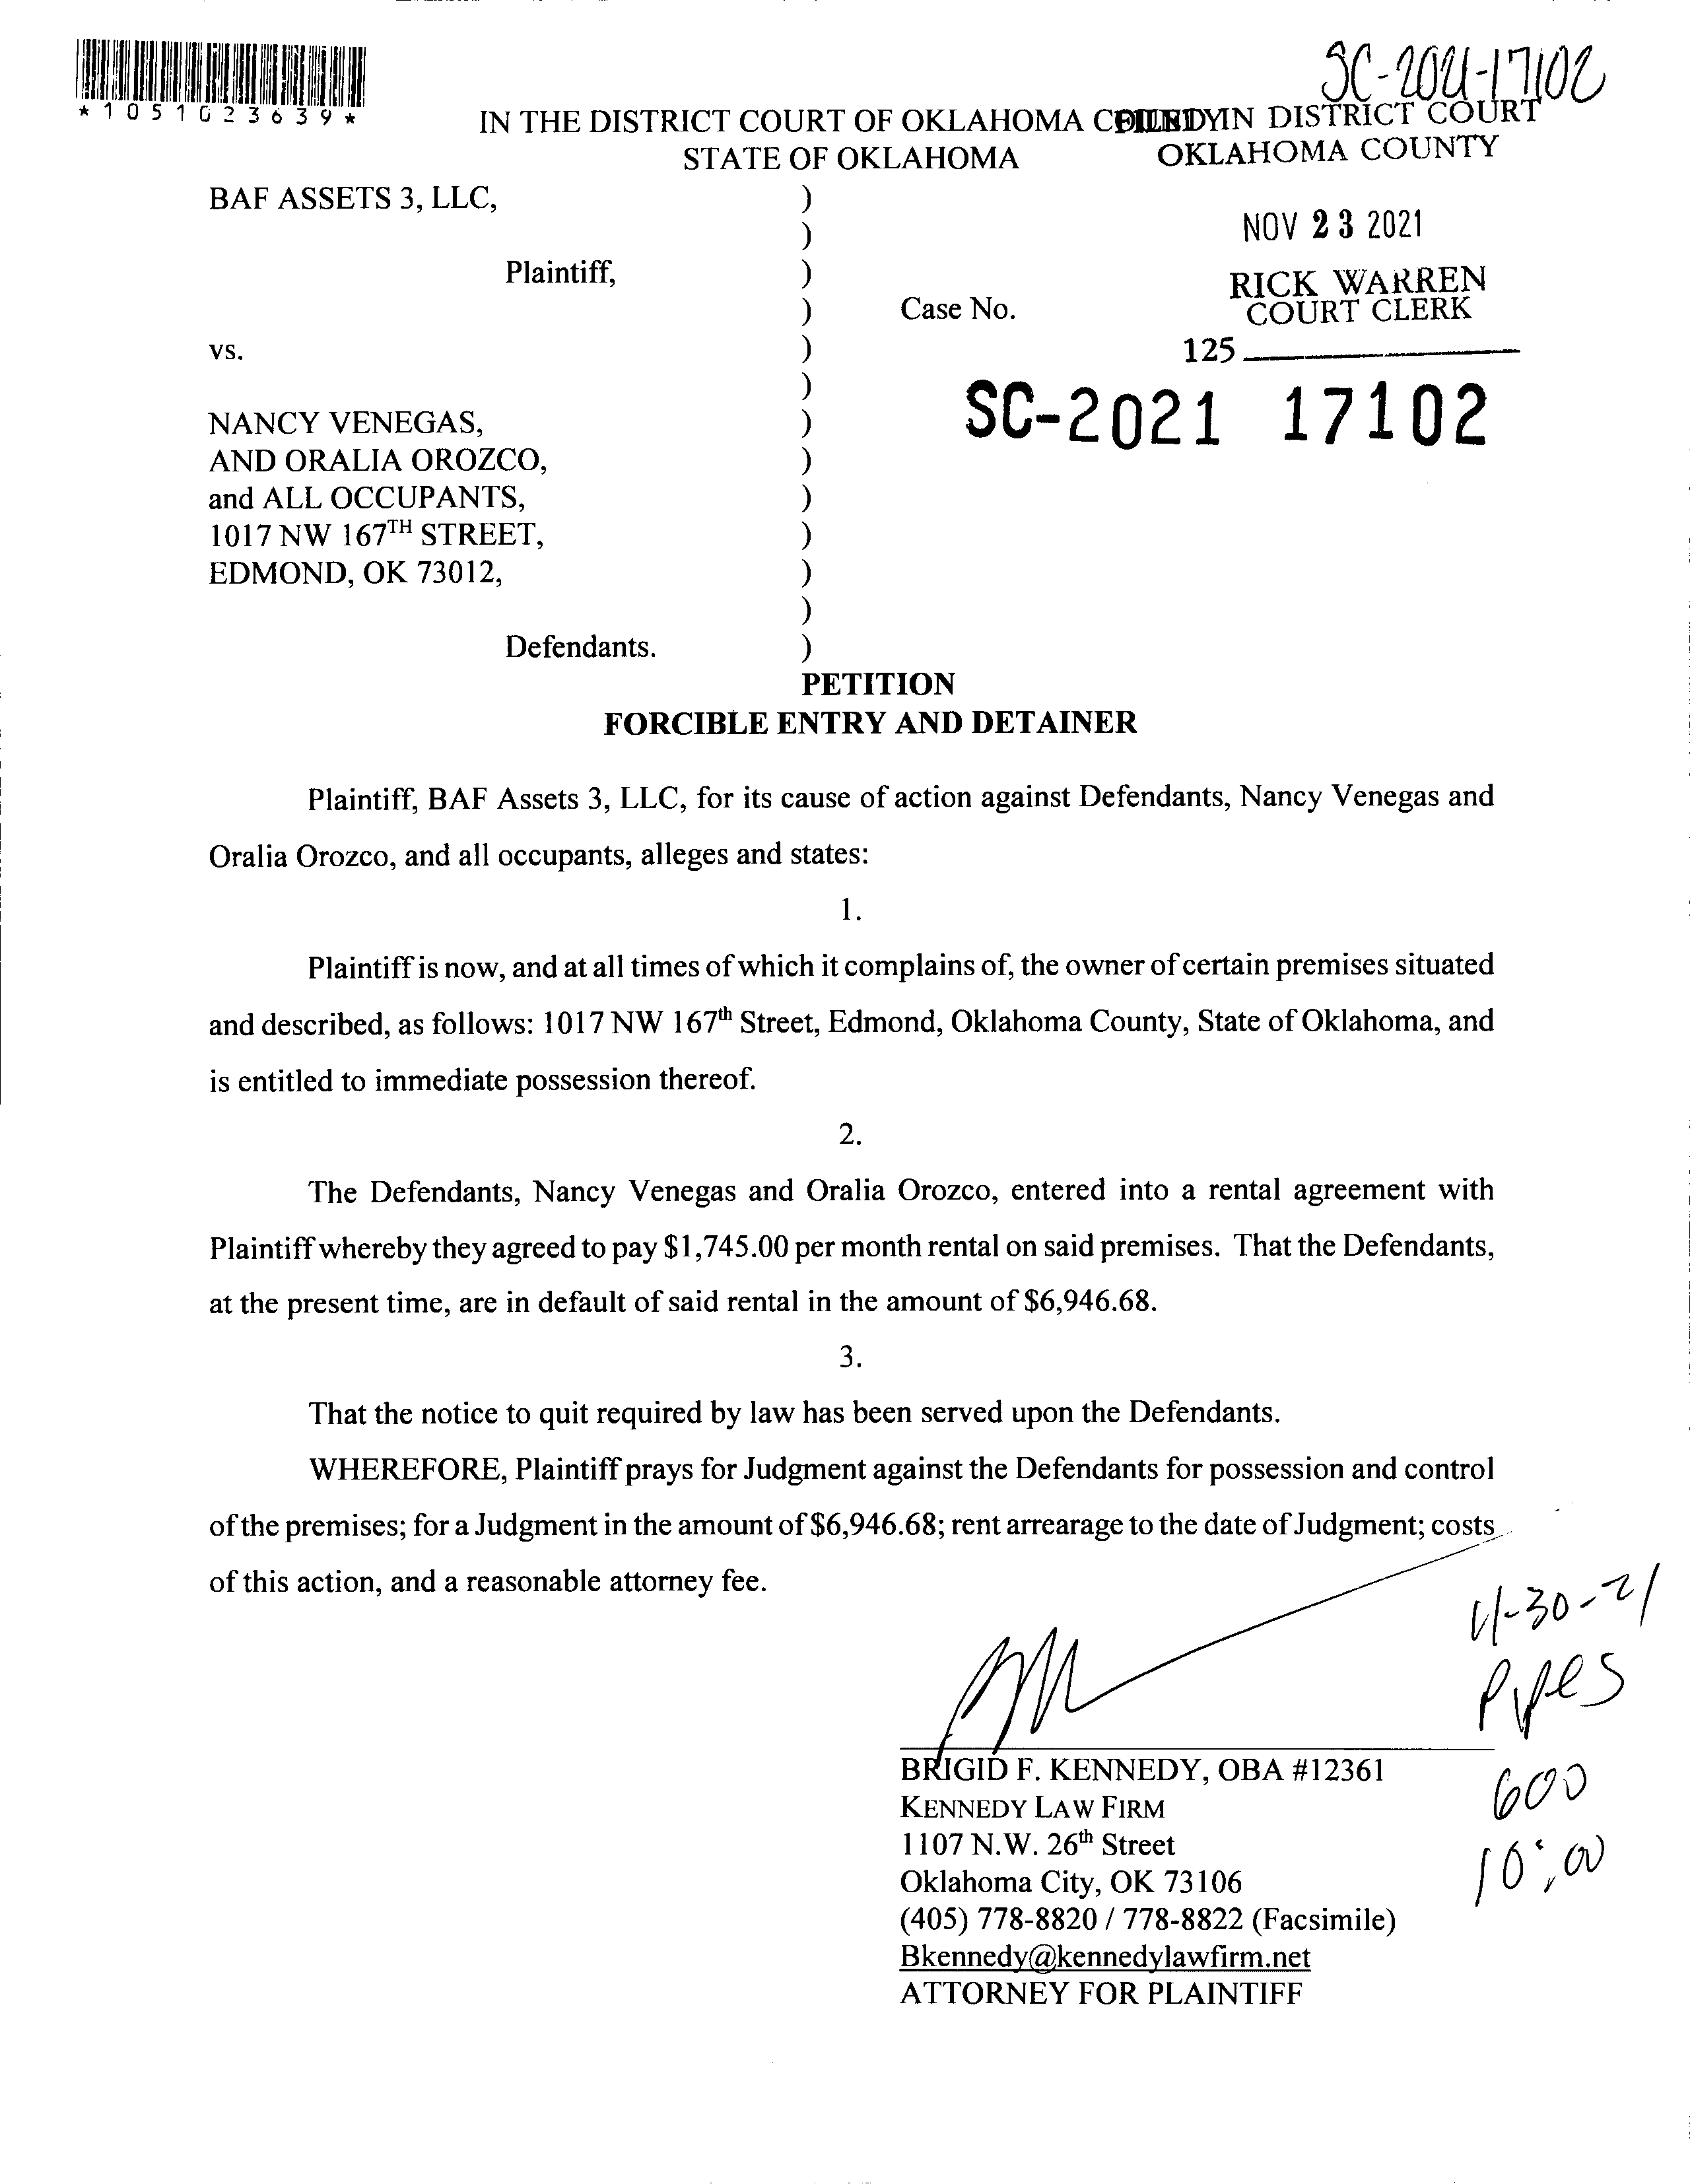 SC-2021-17102
*1051023639*
IN THE DISTRICT COURT OF OKLAHOMA COUNTY
STATE OF OKLAHOMA
FILED IN DISTRICT COURT
OKLAHOMA COUNTY
NOV 23 2021
RICK WARREN
COURT CLERK
125
SC-2021 17102
BAF ASSETS 3, LLC, )
)
Plaintiff, )
) Case No.
vs. )
)
NANCY VENEGAS, )
AND ORALIA OROZCO, )
and ALL OCCUPANTS, )
1017 NW 167TH STREET, )
EDMOND, OK 73012, )
)
Defendants. )
PETITION
FORCIBLE ENTRY AND DETAINER
Plaintiff, BAF Assets 3, LLC, for its cause of action against Defendants, Nancy Venegas and
Oralia Orozco, and all occupants, alleges and states:
1.
Plaintiff is now, and at all times of which it complains of, the owner of certain premises situated
and described, as follows: 1017 NW 167th Street, Edmond, Oklahoma County, State of Oklahoma, and
is entitled to immediate possession thereof.
2.
The Defendants, Nancy Venegas and Oralia Orozco, entered into a rental agreement with
Plaintiff whereby they agreed to pay $1,745.00 per month rental on said premises. That the Defendants,
at the present time, are in default of said rental in the amount of $6,946.68.
3.
That the notice to quit required by law has been served upon the Defendants.
WHEREFORE, Plaintiff prays for Judgment against the Defendants for possession and control
of the premises; for a Judgment in the amount of $6,946.68; rent arrearage to the date of Judgment; costs
of this action, and a reasonable attorney fee.
11-30-21
600
10:00
BRIGID F. KENNEDY, OBA #12361
KENNEDY LAW FIRM
1107 N.W. 26th Street
Oklahoma City, OK 73106
(405) 778-8820 / 778-8822 (Facsimile)
Bkennedy@kennedylawfirm.net
ATTORNEY FOR PLAINTIFF